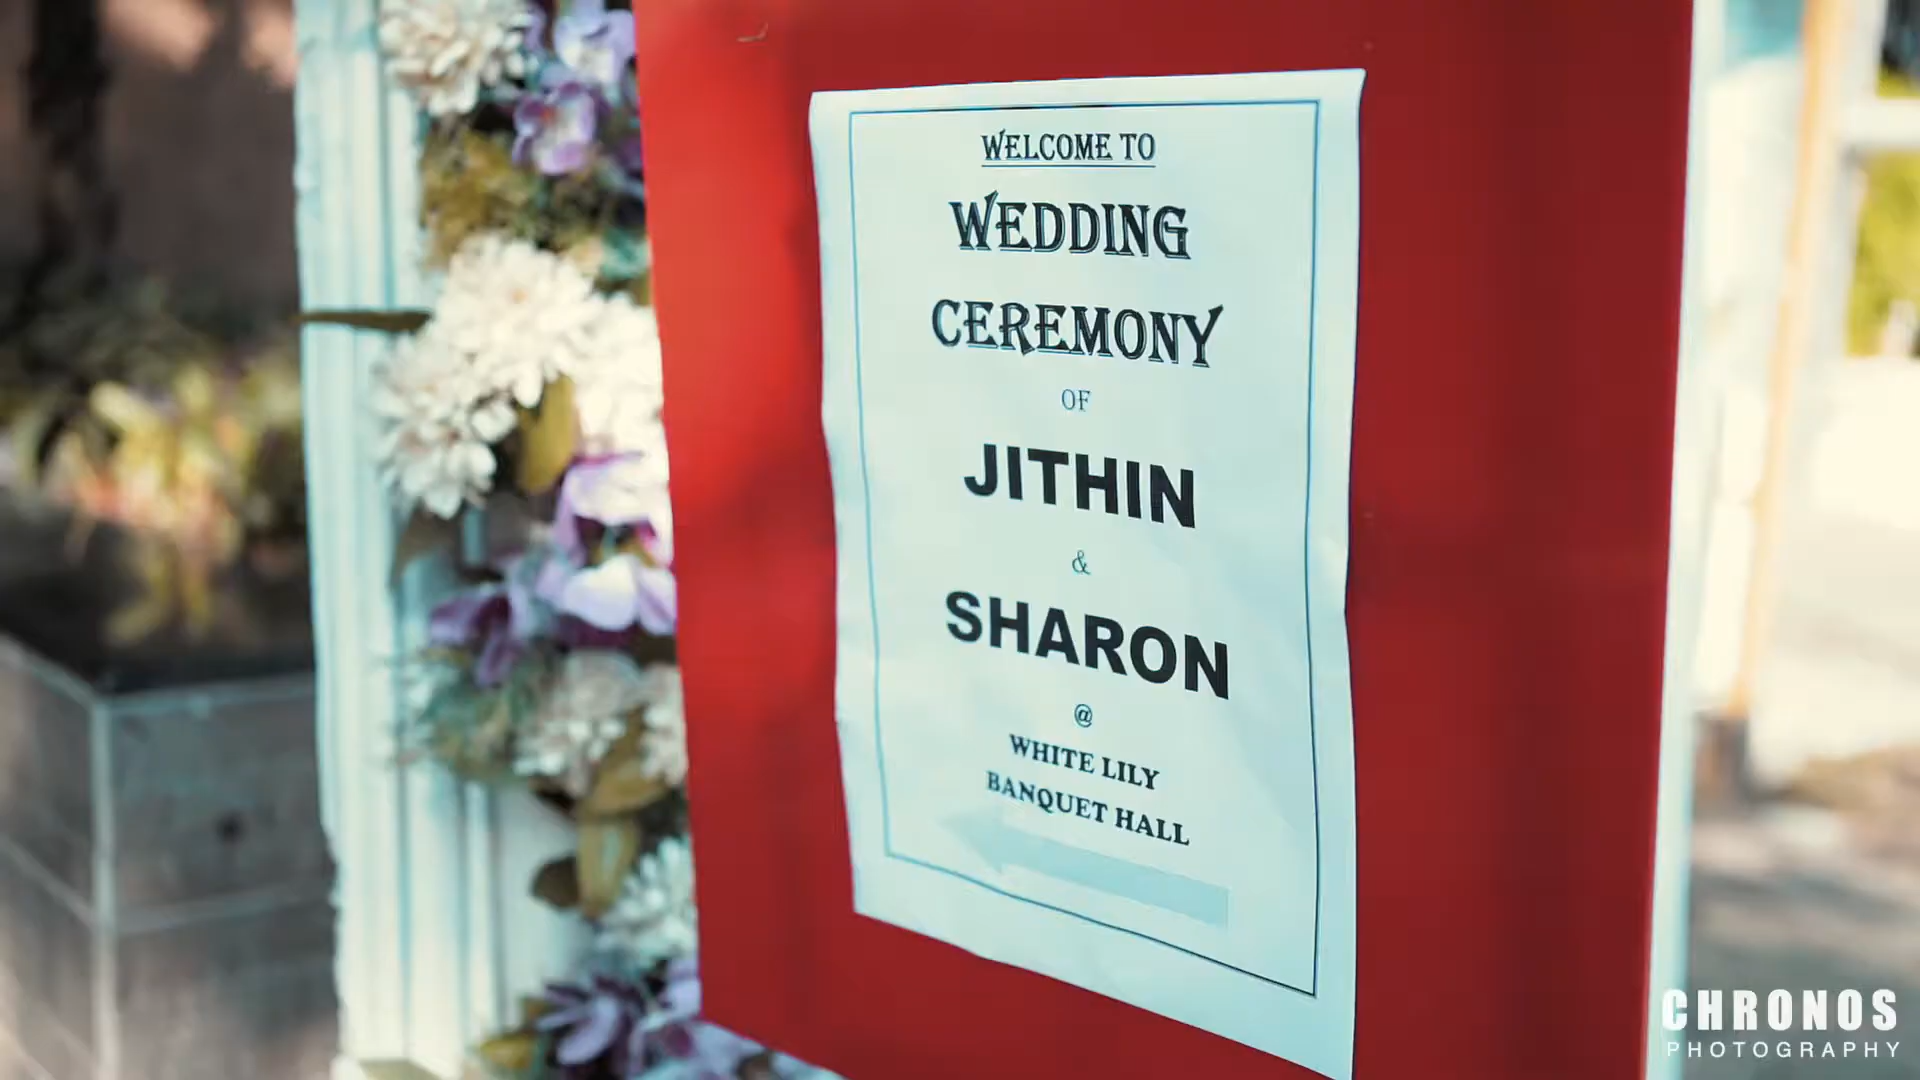 WELCOME TO
WEDDING
CEREMONY
OF
JITHIN
&
SHARON
@
WHITE LILY
BANQUET HALL
CHRONOS
PHOTOGRAPHY